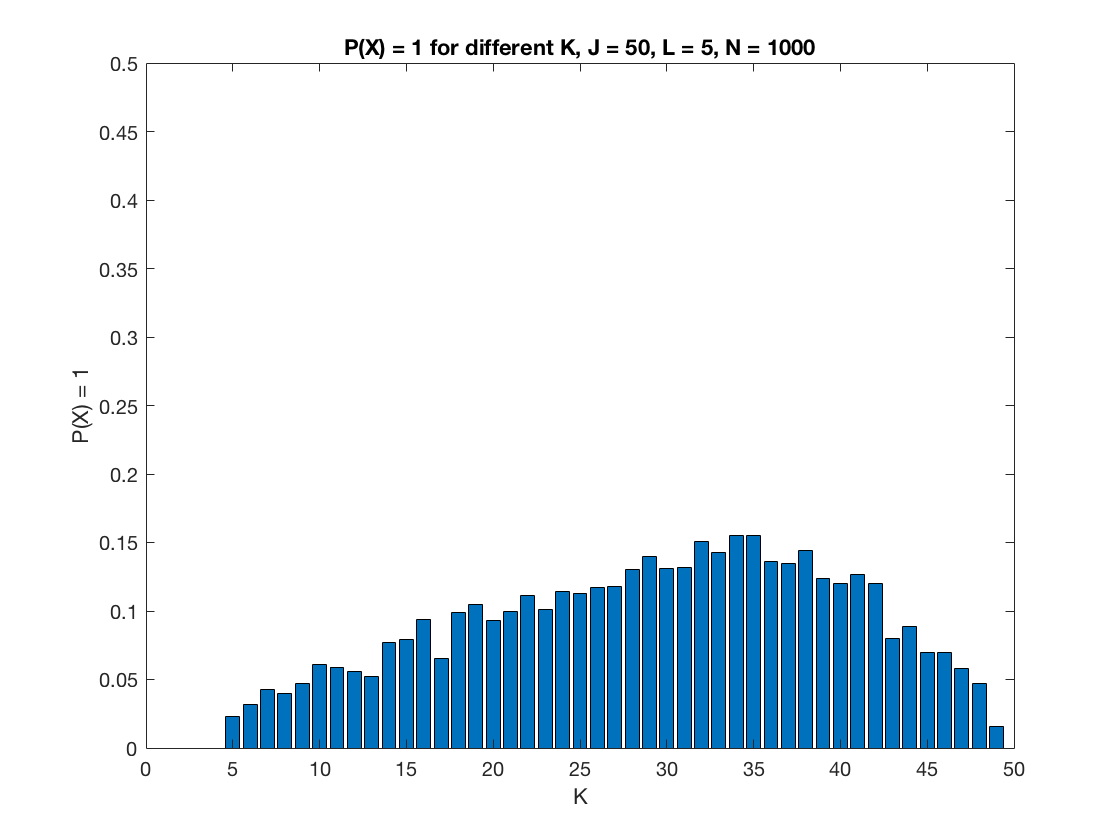 P(X) = 1 for different K, J = 50, L = 5, N = 1000
0.5
0.45
0.4
0.35
0.3
0.25
0.2
0.15
0.1
0.05
0
P(X) = 1
0 5 10 15 20 25 30 35 40 45 50
K